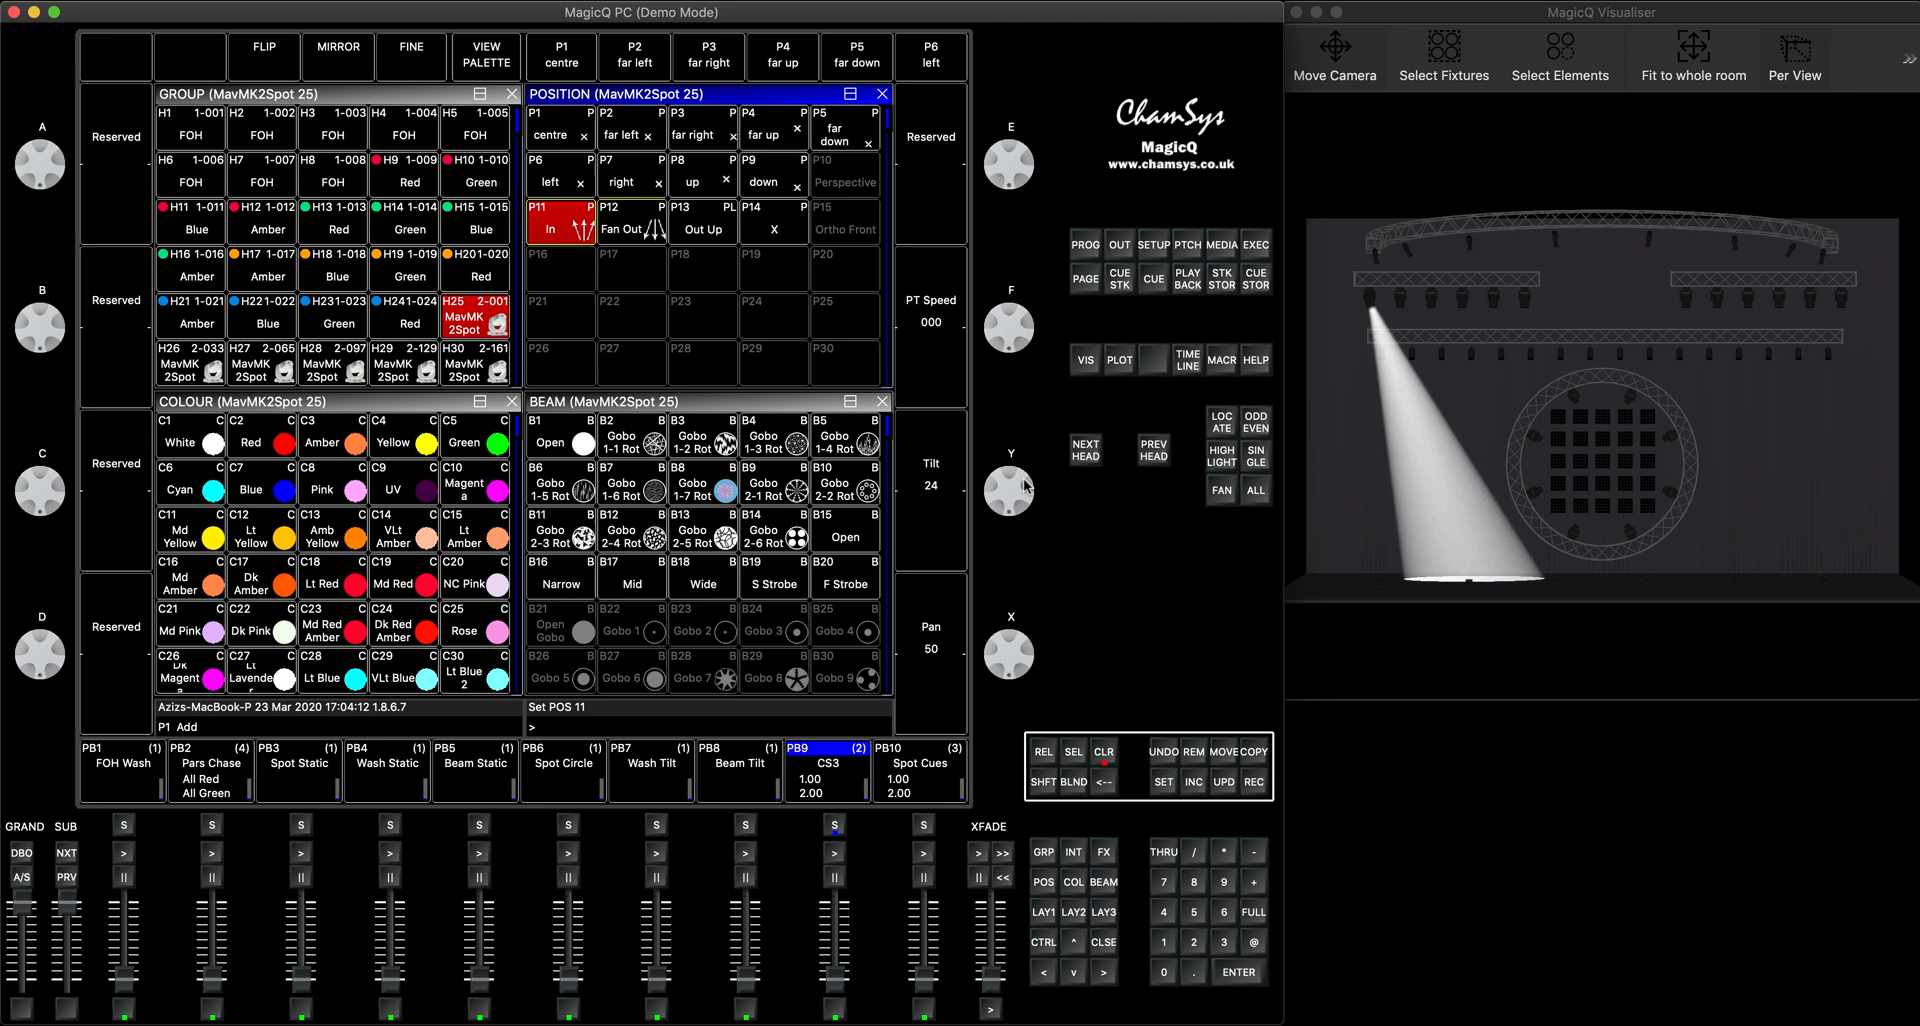 MagicQ PC (Demo Mode)
MagicQ Visualiser
FLIP
MIRROR
FINE
VIEW
PALETTE
P1
centre
P2
far left
P3
far right
P4
far up
P5
far down
P6
left
Move Camera
Select Fixtures
Select Elements
Fit to whole room
Per View
GROUP (MavMK2Spot 25)
H1 1-001
FOH
H2 1-002
FOH
H3 1-003
FOH
H4 1-004
FOH
H5 1-005
FOH
H6 1-006
FOH
H7 1-007
FOH
H8 1-008
FOH
H9 1-009
Red
H10 1-010
Green
H11 1-011
Blue
H12 1-012
Amber
H13 1-013
Red
H14 1-014
Green
H15 1-015
Blue
H16 1-016
Amber
H17 1-017
Amber
H18 1-018
Blue
H19 1-019
Green
H201-020
Red
H21 1-021
Amber
H221-022
Blue
H231-023
Green
H241-024
Red
H25 2-001
MavMK
2Spot
H26 2-033
MavMK
2Spot
H27 2-065
MavMK
2Spot
H28 2-097
MavMK
2Spot
H29 2-129
MavMK
2Spot
H30 2-161
MavMK
2Spot
POSITION (MavMK2Spot 25)
P1 P
centre
P2 P
far left
P3 P
far right
P4 P
far up
P5 P
far
down
P6 P
left
P7 P
right
P8 P
up
P9 P
down
P10
Perspective
P11 P
In
P12 P
Fan Out
P13 PL
Out Up
P14 P
X
P15
Ortho Front
P16
P17
P18
P19
P20
P21
P22
P23
P24
P25
P26
P27
P28
P29
P30
COLOUR (MavMK2Spot 25)
C1 C
White
C2 C
Red
C3 C
Amber
C4 C
Yellow
C5 C
Green
C6 C
Cyan
C7 C
Blue
C8 C
Pink
C9 C
UV
C10 C
Magent
a
C11 C
Md
Yellow
C12 C
Lt
Yellow
C13 C
Amb
Yellow
C14 C
VLt
Amber
C15 C
Lt
Amber
C16 C
Md
Amber
C17 C
Dk
Amber
C18 C
Lt Red
C19 C
Md Red
C20 C
NC Pink
C21 C
Md Pink
C22 C
Dk Pink
C23 C
Md Red
Amber
C24 C
Dk Red
Amber
C25 C
Rose
C26 C
Dk
Magent
a
C27 C
Lt
Lavende
r
C28 C
Lt Blue
C29 C
VLt Blue
C30 C
Lt Blue
2
BEAM (MavMK2Spot 25)
B1 B
Open
B2 B
Gobo
1-1 Rot
B3 B
Gobo
1-2 Rot
B4 B
Gobo
1-3 Rot
B5 B
Gobo
1-4 Rot
B6 B
Gobo
1-5 Rot
B7 B
Gobo
1-6 Rot
B8 B
Gobo
1-7 Rot
B9 B
Gobo
2-1 Rot
B10 B
Gobo
2-2 Rot
B11 B
Gobo
2-3 Rot
B12 B
Gobo
2-4 Rot
B13 B
Gobo
2-5 Rot
B14 B
Gobo
2-6 Rot
B15 B
Open
B16 B
Narrow
B17 B
Mid
B18 B
Wide
B19 B
S Strobe
B20 B
F Strobe
B21 B
Open
Gobo
B22 B
Gobo 1
B23 B
Gobo 2
B24 B
Gobo 3
B25 B
Gobo 4
B26 B
Gobo 5
B27 B
Gobo 6
B28 B
Gobo 7
B29 B
Gobo 8
B30 B
Gobo 9
A
B
C
D
Reserved
Reserved
Reserved
Reserved
Reserved
PT Speed
000
Tilt
24
Pan
50
E
F
Y
X
ChamSys
MagicQ
www.chamsys.co.uk
PROG OUT SETUP PTCH MEDIA EXEC
PAGE
CUE
STK
CUE
PLAY
BACK
STK
STOR
CUE
STOR
VIS PLOT
TIME
LINE
MACR HELP
LOC
ATE
ODD
EVEN
NEXT
HEAD
PREV
HEAD
HIGH
LIGHT
SIN
GLE
FAN ALL
Azizs-MacBook-P 23 Mar 2020 17:04:12 1.8.6.7
P1 Add
Set POS 11
>
PB1 (1)
FOH Wash
PB2 (4)
Pars Chase
All Red
All Green
PB3 (1)
Spot Static
PB4 (1)
Wash Static
PB5 (1)
Beam Static
PB6 (1)
Spot Circle
PB7 (1)
Wash Tilt
PB8 (1)
Beam Tilt
PB9 (2)
CS3
1.00
2.00
PB10 (3)
Spot Cues
1.00
2.00
REL SEL CLR UNDO REM MOVE COPY
SHFT BLND <-- SET INC UPD REC
GRAND SUB S S S S S S S S S S XFADE
DBO NXT > > > > > > > > > > > >>
A/S PRV || || || || || || || || || || || <<
>
GRP INT FX THRU / * -
POS COL BEAM 7 8 9 +
LAY1 LAY2 LAY3 4 5 6 FULL
CTRL ^ CLSE 1 2 3 @
< v > 0 . ENTER